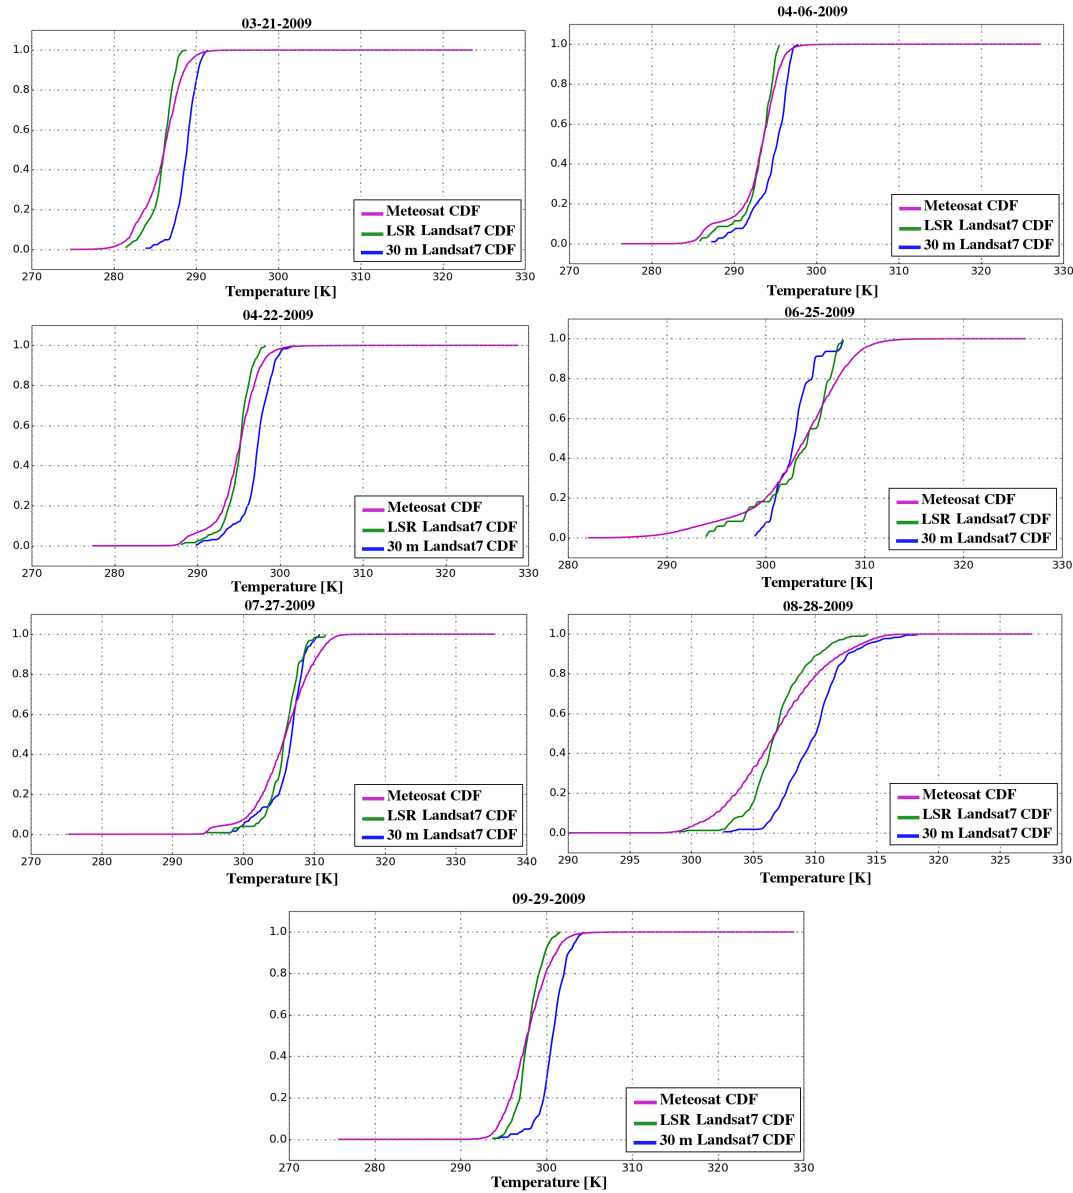 03-21-2009
1.0
0.8
0.6
0.4
0.2
0.0
Meteosat CDF
LSR Landsat7 CDF
30 m Landsat7 CDF
270 280 290 300 310 320 330
Temperature [K]
04-06-2009
1.0
0.8
0.6
0.4
0.2
0.0
Meteosat CDF
LSR Landsat7 CDF
30 m Landsat7 CDF
270 280 290 300 310 320 330
Temperature [K]
04-22-2009
1.0
0.8
0.6
0.4
0.2
0.0
Meteosat CDF
LSR Landsat7 CDF
30 m Landsat7 CDF
270 280 290 300 310 320 330
Temperature [K]
06-25-2009
1.0
0.8
0.6
0.4
0.2
0.0
Meteosat CDF
LSR Landsat7 CDF
30 m Landsat7 CDF
280 290 300 310 320 330
Temperature [K]
07-27-2009
1.0
0.8
0.6
0.4
0.2
0.0
Meteosat CDF
LSR Landsat7 CDF
30 m Landsat7 CDF
270 280 290 300 310 320 330 340
Temperature [K]
08-28-2009
1.0
0.8
0.6
0.4
0.2
0.0
Meteosat CDF
LSR Landsat7 CDF
30 m Landsat7 CDF
290 295 300 305 310 315 320 325 330
Temperature [K]
09-29-2009
1.0
0.8
0.6
0.4
0.2
0.0
Meteosat CDF
LSR Landsat7 CDF
30 m Landsat7 CDF
270 280 290 300 310 320 330
Temperature [K]